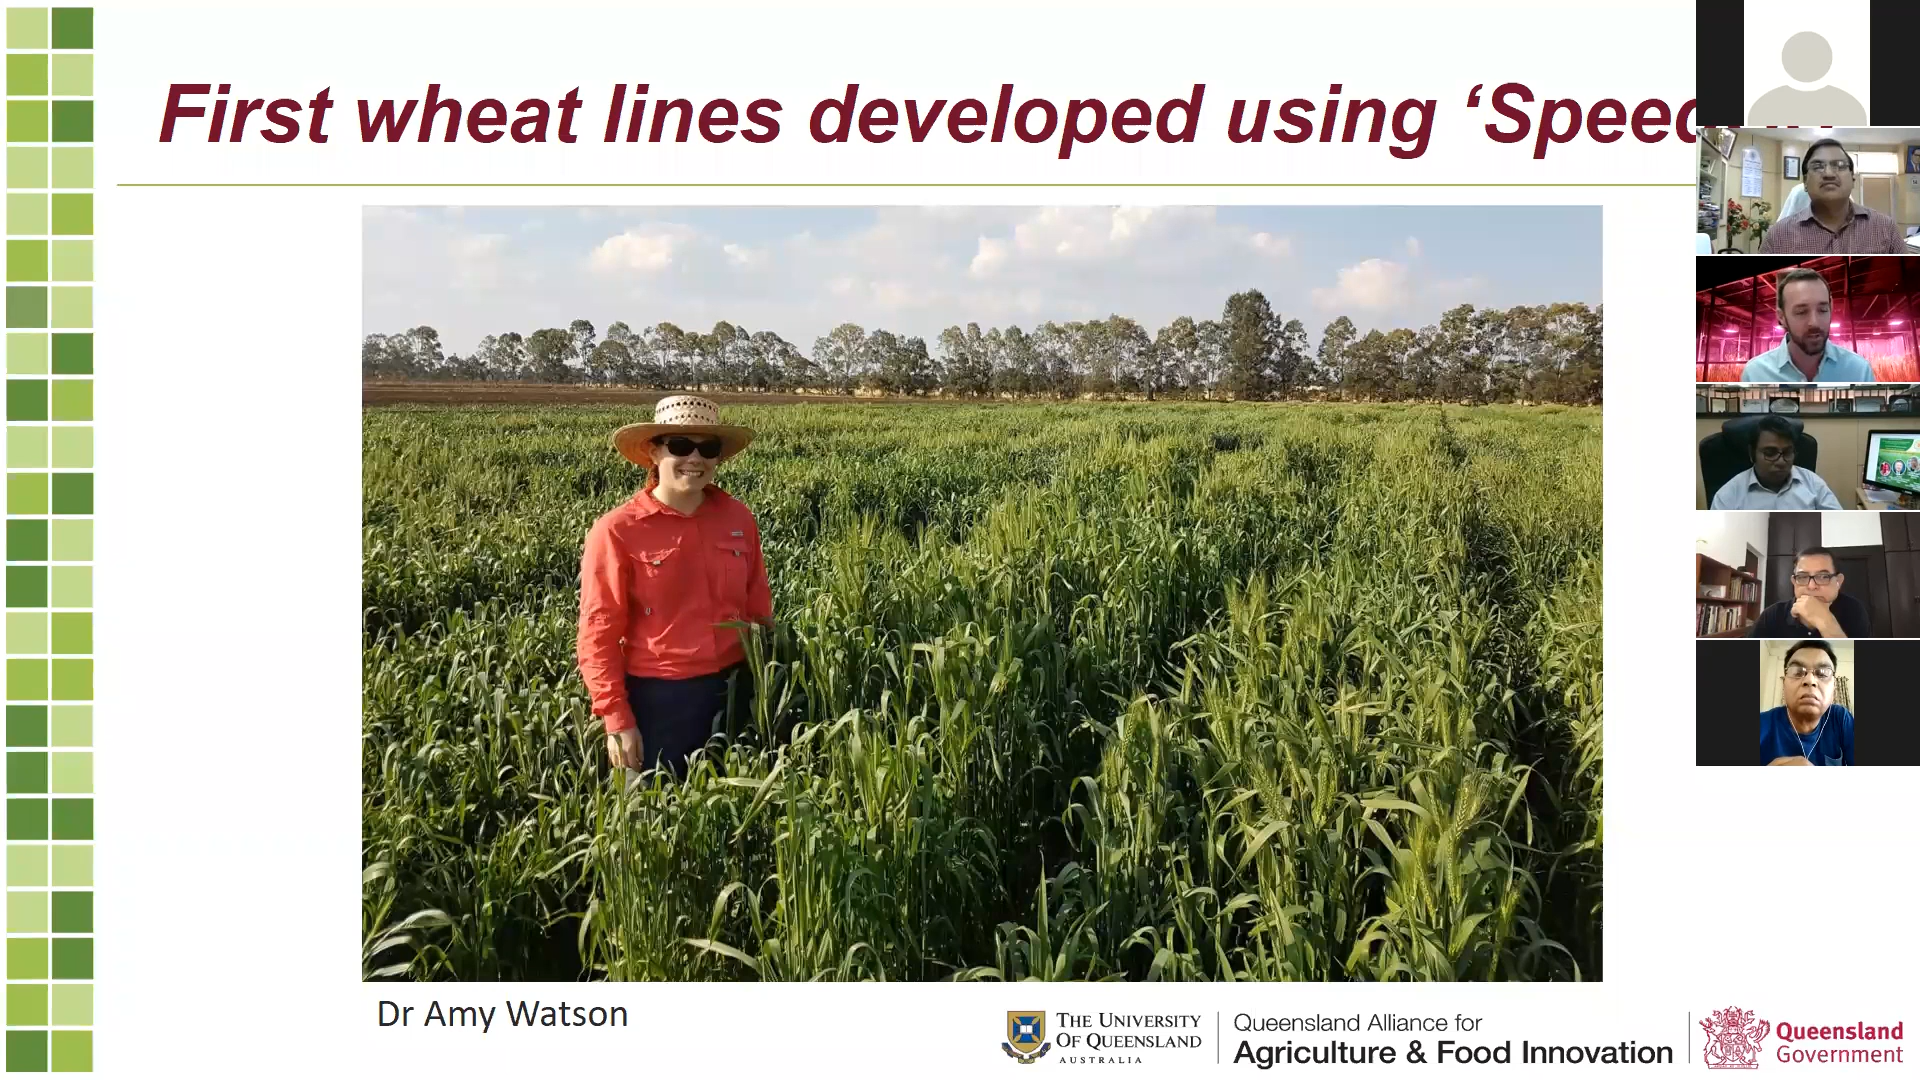 First wheat lines developed using ‘Speed
Dr Amy Watson
THE UNIVERSITY
OF QUEENSLAND
AUSTRALIA
Queensland Alliance for
Agriculture & Food Innovation
Queensland
Government